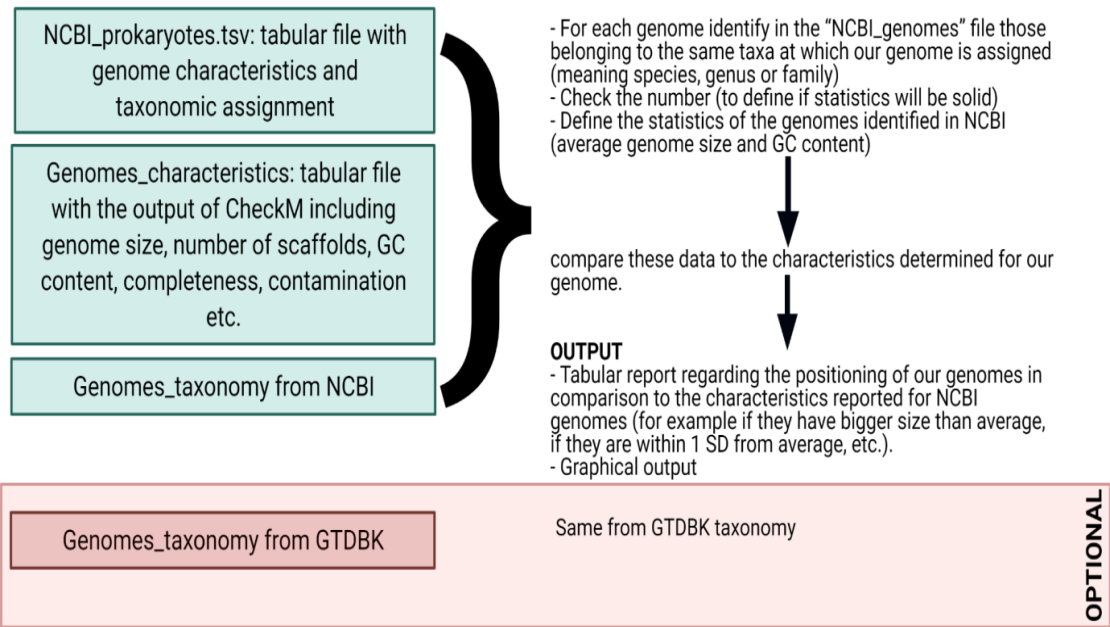 NCBI_prokaryotes.tsv: tabular file with
genome characteristics and
taxonomic assignment
Genomes_characteristics: tabular file
with the output of CheckM including
genome size, number of scaffolds, GC
content, completeness, contamination
etc.
Genomes_taxonomy from NCBI
- For each genome identify in the “NCBI_genomes” file those
belonging to the same taxa at which our genome is assigned
(meaning species, genus or family)
- Check the number (to define if statistics will be solid)
- Define the statistics of the genomes identified in NCBI
(average genome size and GC content)
compare these data to the characteristics determined for our
genome.
OUTPUT
- Tabular report regarding the positioning of our genomes in
comparison to the characteristics reported for NCBI
genomes (for example if they have bigger size than average,
if they are within 1 SD from average, etc.).
- Graphical output
Genomes_taxonomy from GTDBK
Same from GTDBK taxonomy
OPTIONAL